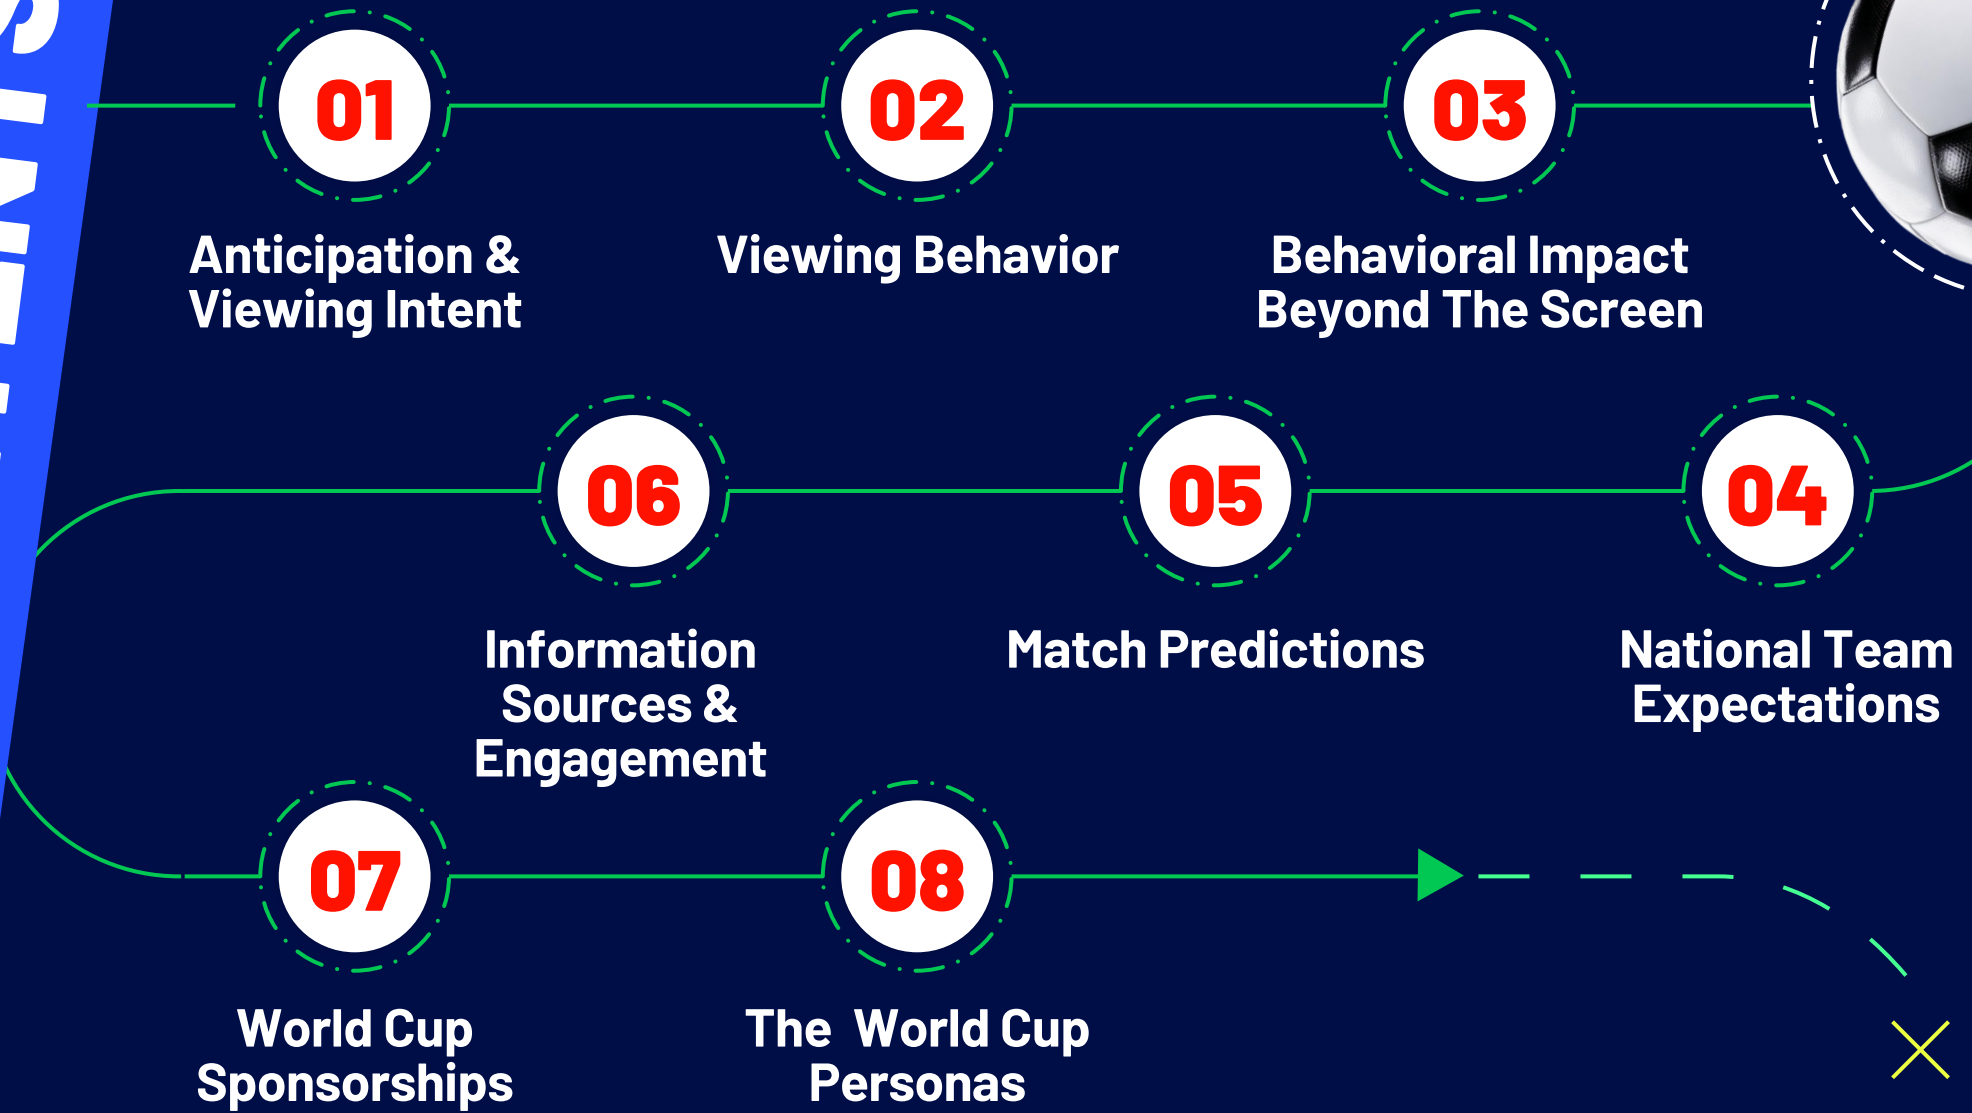 01
02
03
Anticipation &
Viewing Intent
Viewing Behavior
Behavioral Impact
Beyond The Screen
04
05
06
National Team
Expectations
Match Predictions
Information
Sources &
Engagement
07
08
World Cup
Sponsorships
The  World Cup
Personas